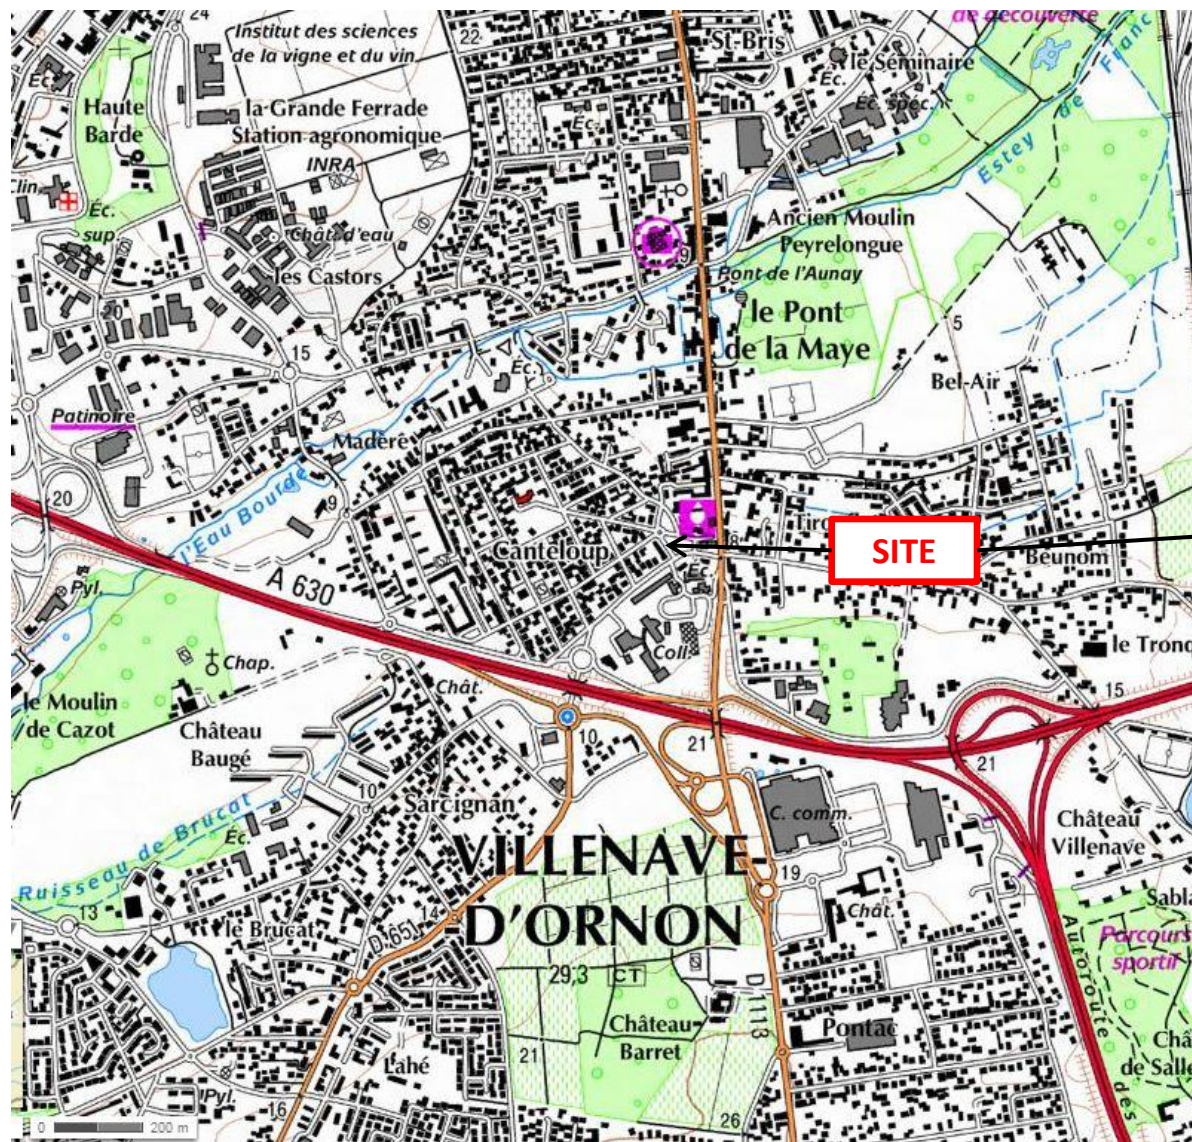 24
Institut des sciences
de la vigne et du vin
22
St-Bris
de découverte
Franc
le Séminaire
Éc.
Éc.
Haute
Barde
la Grande Ferrade
Station agronomique
INRA
Éc.
Éc. spéc.
Estey de
Clin.
Éc.
sup.
Chât. d'eau
les Castors
9
Ancien Moulin
Peyrelongue
Pont de l'Aunay
le Pont
de la Maye
5
20
15
Éc.
Bel-Air
Patinoire
Madère
20
l'Eau Bourde
9
Canteloup
SITE
Beunom
A 630
Éc.
Pyl.
Coll.
Chap.
Chât.
le Tronc
15
le Moulin
de Cazot
Château
Baugé
10
21
21
10
Sarcignan
C. comm.
Château
Villenave
Ruisseau de Brucat
Éc.
VILLENAVE-
D'ORNON
19
13
le Brucat
D 651
14
Chât.
Sabla
Parcours
sportif
29,3
CT
D 1113
Autoroute des
Château
Barret
Pontac
21
Lahé
Châ
de Salle
Pyl.
16
26
0
200 m